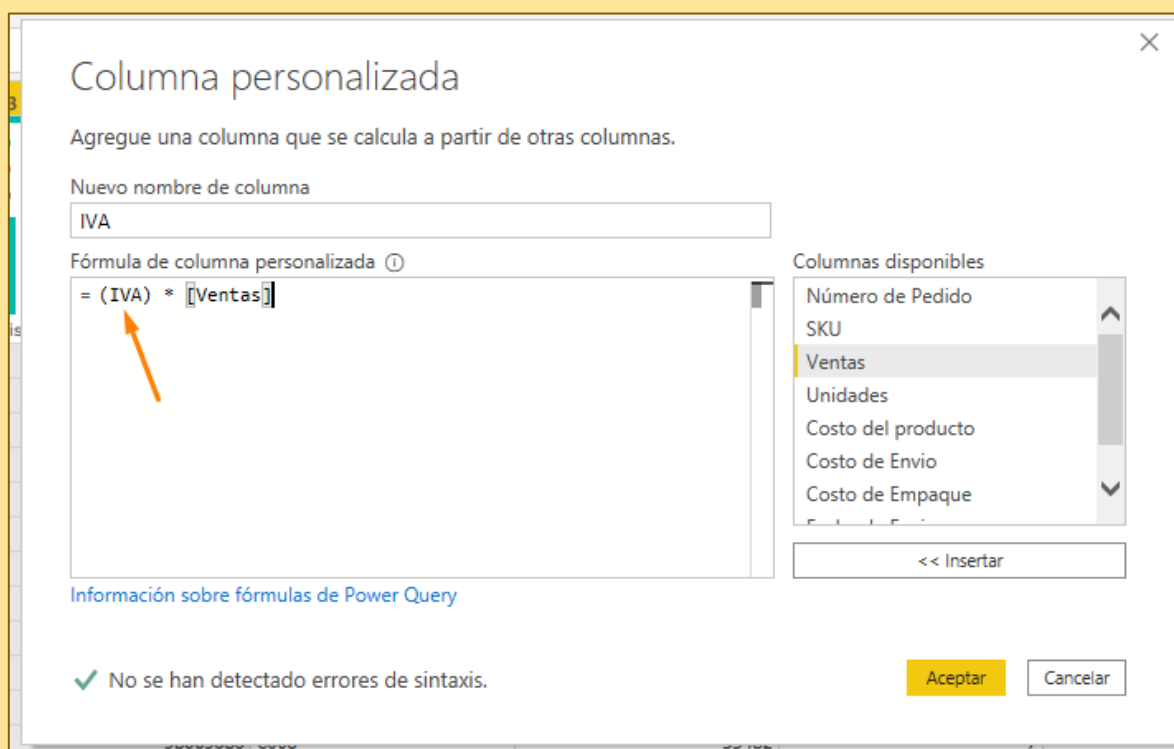 Columna personalizada
Agregue una columna que se calcula a partir de otras columnas.
Nuevo nombre de columna
IVA
Fórmula de columna personalizada
= (IVA) * [Ventas]
Columnas disponibles
Número de Pedido
SKU
Ventas
Unidades
Costo del producto
Costo de Envio
Costo de Empaque
<< Insertar
Información sobre fórmulas de Power Query
No se han detectado errores de sintaxis.
Aceptar
Cancelar